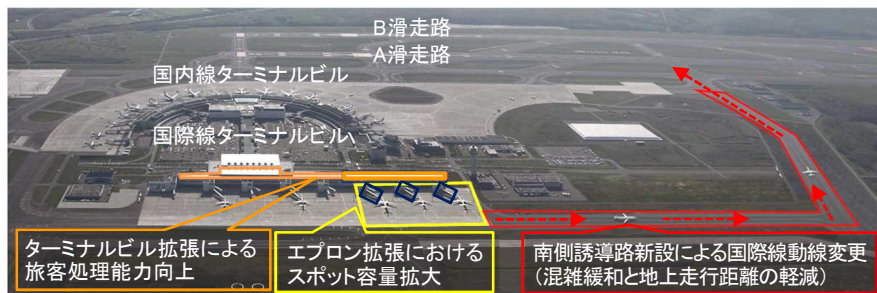 B滑走路
A滑走路
国内線ターミナルビル
国際線ターミナルビル
ターミナルビル拡張による
旅客処理能力向上
エプロン拡張における
スポット容量拡大
南側誘導路新設による国際線動線変更
(混雑緩和と地上走行距離の軽減)